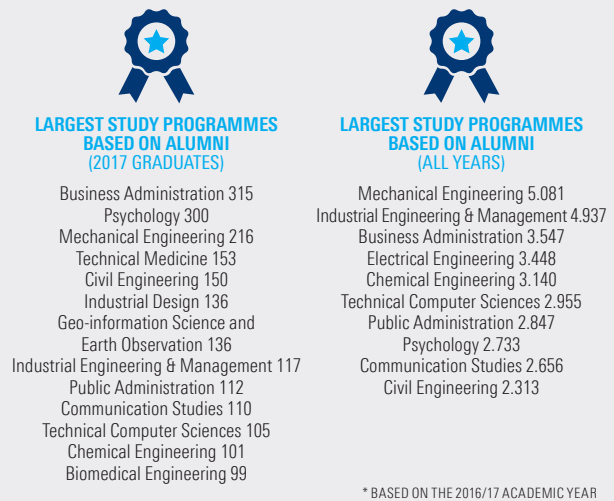 LARGEST STUDY PROGRAMMES
BASED ON ALUMNI
(2017 GRADUATES)
Business Administration 315
Psychology 300
Mechanical Engineering 216
Technical Medicine 153
Civil Engineering 150
Industrial Design 136
Geo-information Science and
Earth Observation 136
Industrial Engineering & Management 117
Public Administration 112
Communication Studies 110
Technical Computer Sciences 105
Chemical Engineering 101
Biomedical Engineering 99
LARGEST STUDY PROGRAMMES
BASED ON ALUMNI
(ALL YEARS)
Mechanical Engineering 5.081
Industrial Engineering & Management 4.937
Business Administration 3.547
Electrical Engineering 3.448
Chemical Engineering 3.140
Technical Computer Sciences 2.955
Public Administration 2.847
Psychology 2.733
Communication Studies 2.656
Civil Engineering 2.313
* BASED ON THE 2016/17 ACADEMIC YEAR